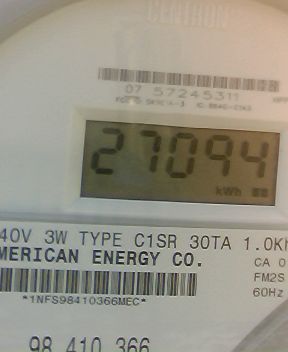 CENTRON
07 57245311
27094
kWh
40V 3W TYPE C1SR 30TA 1.0Kh
MERICAN ENERGY CO.
CA 0
FM2S
60Hz
*1NFS98410366MEC*
98 410 366